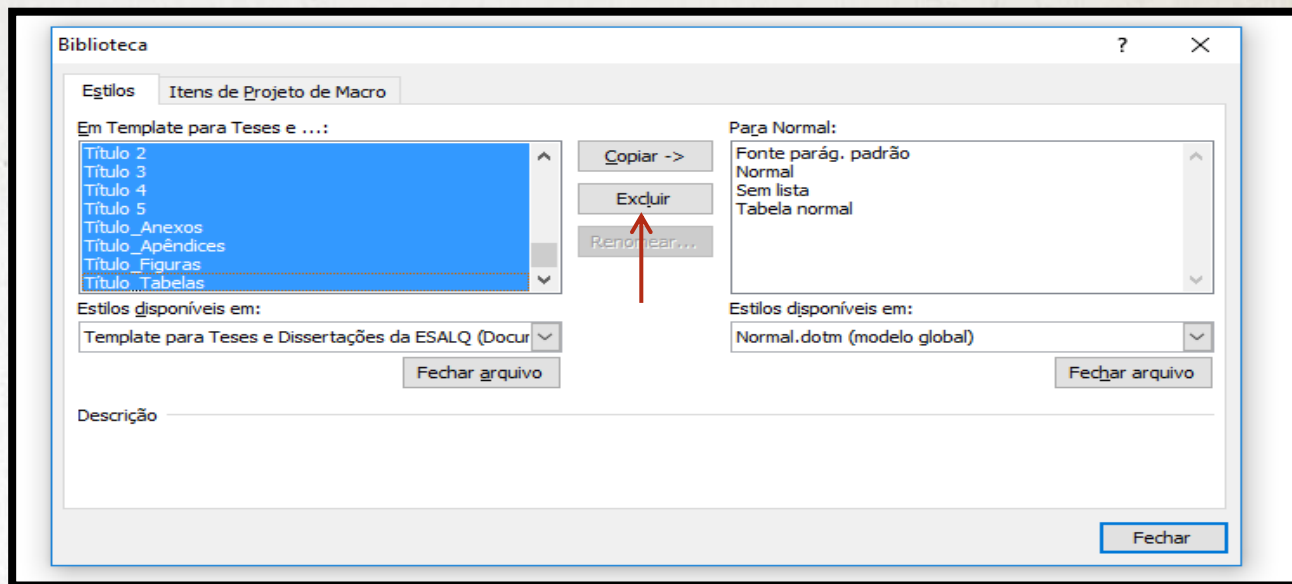 Biblioteca
?
Estilos
Itens de Projeto de Macro
Em Template para Teses e ...:
Título 2
Título 3
Título 4
Título 5
Título_Anexos
Título_Apêndices
Título_Figuras
Título_Tabelas
Copiar ->
Excluir
Renomear...
Para Normal:
Fonte parág. padrão
Normal
Sem lista
Tabela normal
Estilos disponíveis em:
Template para Teses e Dissertações da ESALQ (Docur
Fechar arquivo
Estilos disponíveis em:
Normal.dotm (modelo global)
Fechar arquivo
Descrição
Fechar